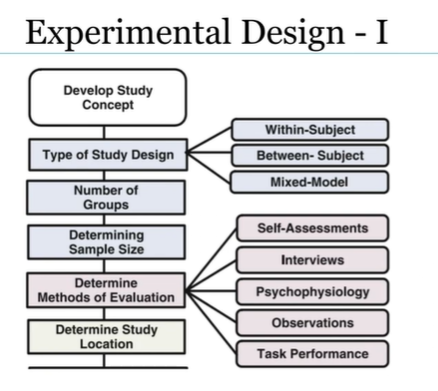 Experimental Design - I
Develop Study
Concept
Type of Study Design
Within-Subject
Between- Subject
Mixed-Model
Number of
Groups
Determining
Sample Size
Determine
Methods of Evaluation
Self-Assessments
Interviews
Psychophysiology
Observations
Task Performance
Determine Study
Location